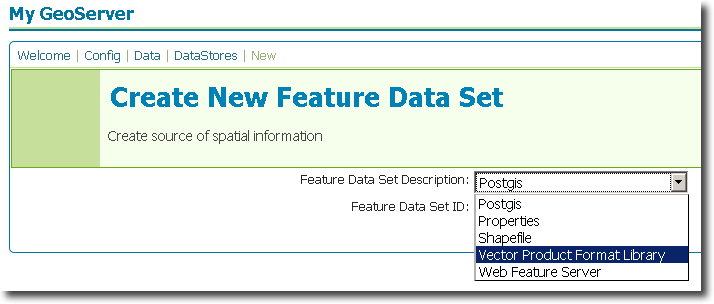 My GeoServer
Welcome | Config | Data | DataStores | New
Create New Feature Data Set
Create source of spatial information
Feature Data Set Description: Postgis
Feature Data Set ID:
Postgis
Properties
Shapefile
Vector Product Format Library
Web Feature Server